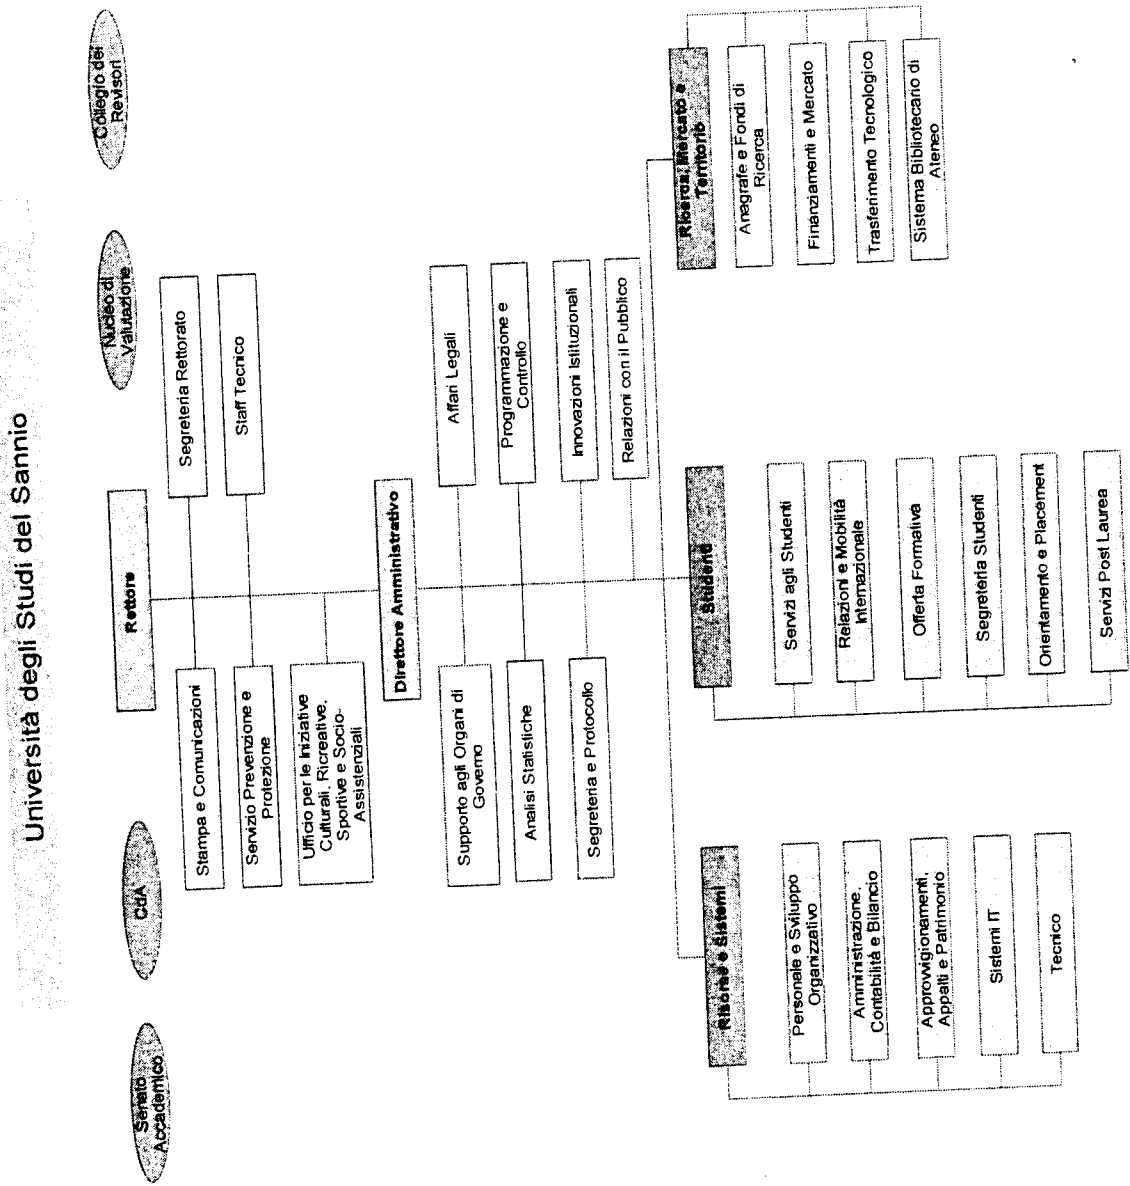 Università degli Studi del Sannio
Senato
Accademico
CdA
Rettore
Nucleo di
Valutazione
Collegio dei
Revisori
Stampa e Comunicazioni
Segreteria Rettorato
Servizio Prevenzione e
Protezione
Staff Tecnico
Ufficio per le Iniziative
Culturali, Ricreative,
Sportive e Socio-
Assistenziali
Direttore Amministrativo
Supporto agli Organi di
Governo
Affari Legali
Analisi Statistiche
Programmazione e
Controllo
Segreteria e Protocollo
Innovazioni Istituzionali
Relazioni con il Pubblico
Risorse e Sistemi
Personale e Sviluppo
Organizzativo
Amministrazione,
Contabilità e Bilancio
Approvvigionamenti,
Appalti e Patrimonio
Sistemi IT
Tecnico
Studenti
Servizi agli Studenti
Relazioni e Mobilità
Internazionale
Offerta Formativa
Segreteria Studenti
Orientamento e Placement
Servizi Post Laurea
Ricerca, Mercato e
Territorio
Anagrafe e Fondi di
Ricerca
Finanziamenti e Mercato
Trasferimento Tecnologico
Sistema Bibliotecario di
Ateneo